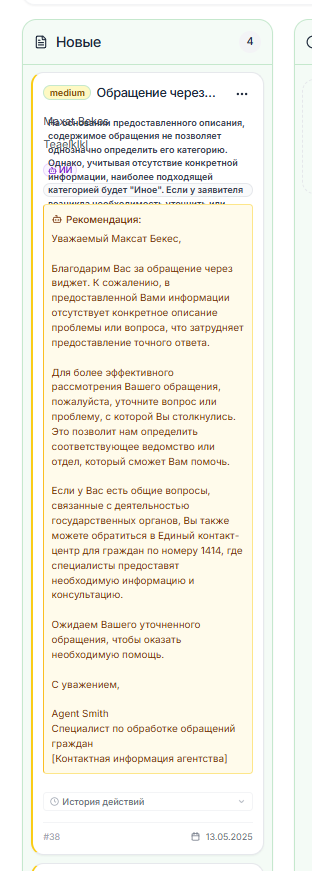 Новые
4
medium
Обращение через...
Максат Бекес
На основании предоставленного описания,
содержимое обращения не позволяет
однозначно определить его категорию.
Однако, учитывая отсутствие конкретной
ИИ
информации, наиболее подходящей
категорией будет "Иное". Если у заявителя
возникла необходимость уточнить или
Рекомендация:
Уважаемый Максат Бекес,
Благодарим Вас за обращение через
виджет. К сожалению, в
предоставленной Вами информации
отсутствует конкретное описание
проблемы или вопроса, что затрудняет
предоставление точного ответа.
Для более эффективного
рассмотрения Вашего обращения,
пожалуйста, уточните вопрос или
проблему, с которой Вы столкнулись.
Это позволит нам определить
соответствующее ведомство или
отдел, который сможет Вам помочь.
Если у Вас есть общие вопросы,
связанные с деятельностью
государственных органов, Вы также
можете обратиться в Единый контакт-
центр для граждан по номеру 1414, где
специалисты предоставят
необходимую информацию и
консультацию.
Ожидаем Вашего уточненного
обращения, чтобы оказать
необходимую помощь.
С уважением,
Agent Smith
Специалист по обработке обращений
граждан
[Контактная информация агентства]
История действий
#38
13.05.2025